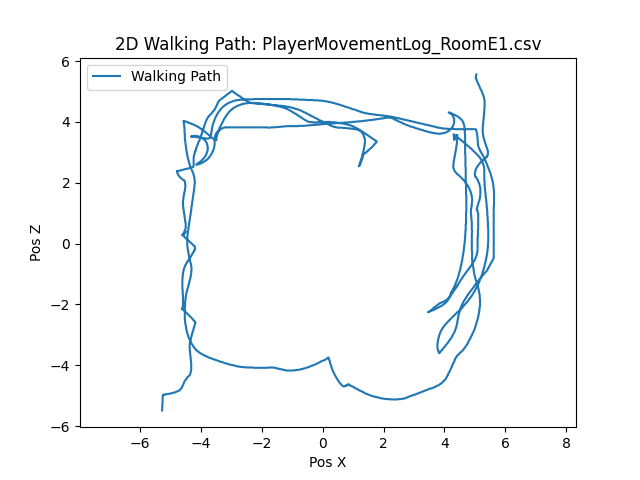 2D Walking Path: PlayerMovementLog_RoomE1.csv
Walking Path
6
4
2
0
−2
−4
−6
Pos Z
−6 −4 −2 0 2 4 6 8
Pos X